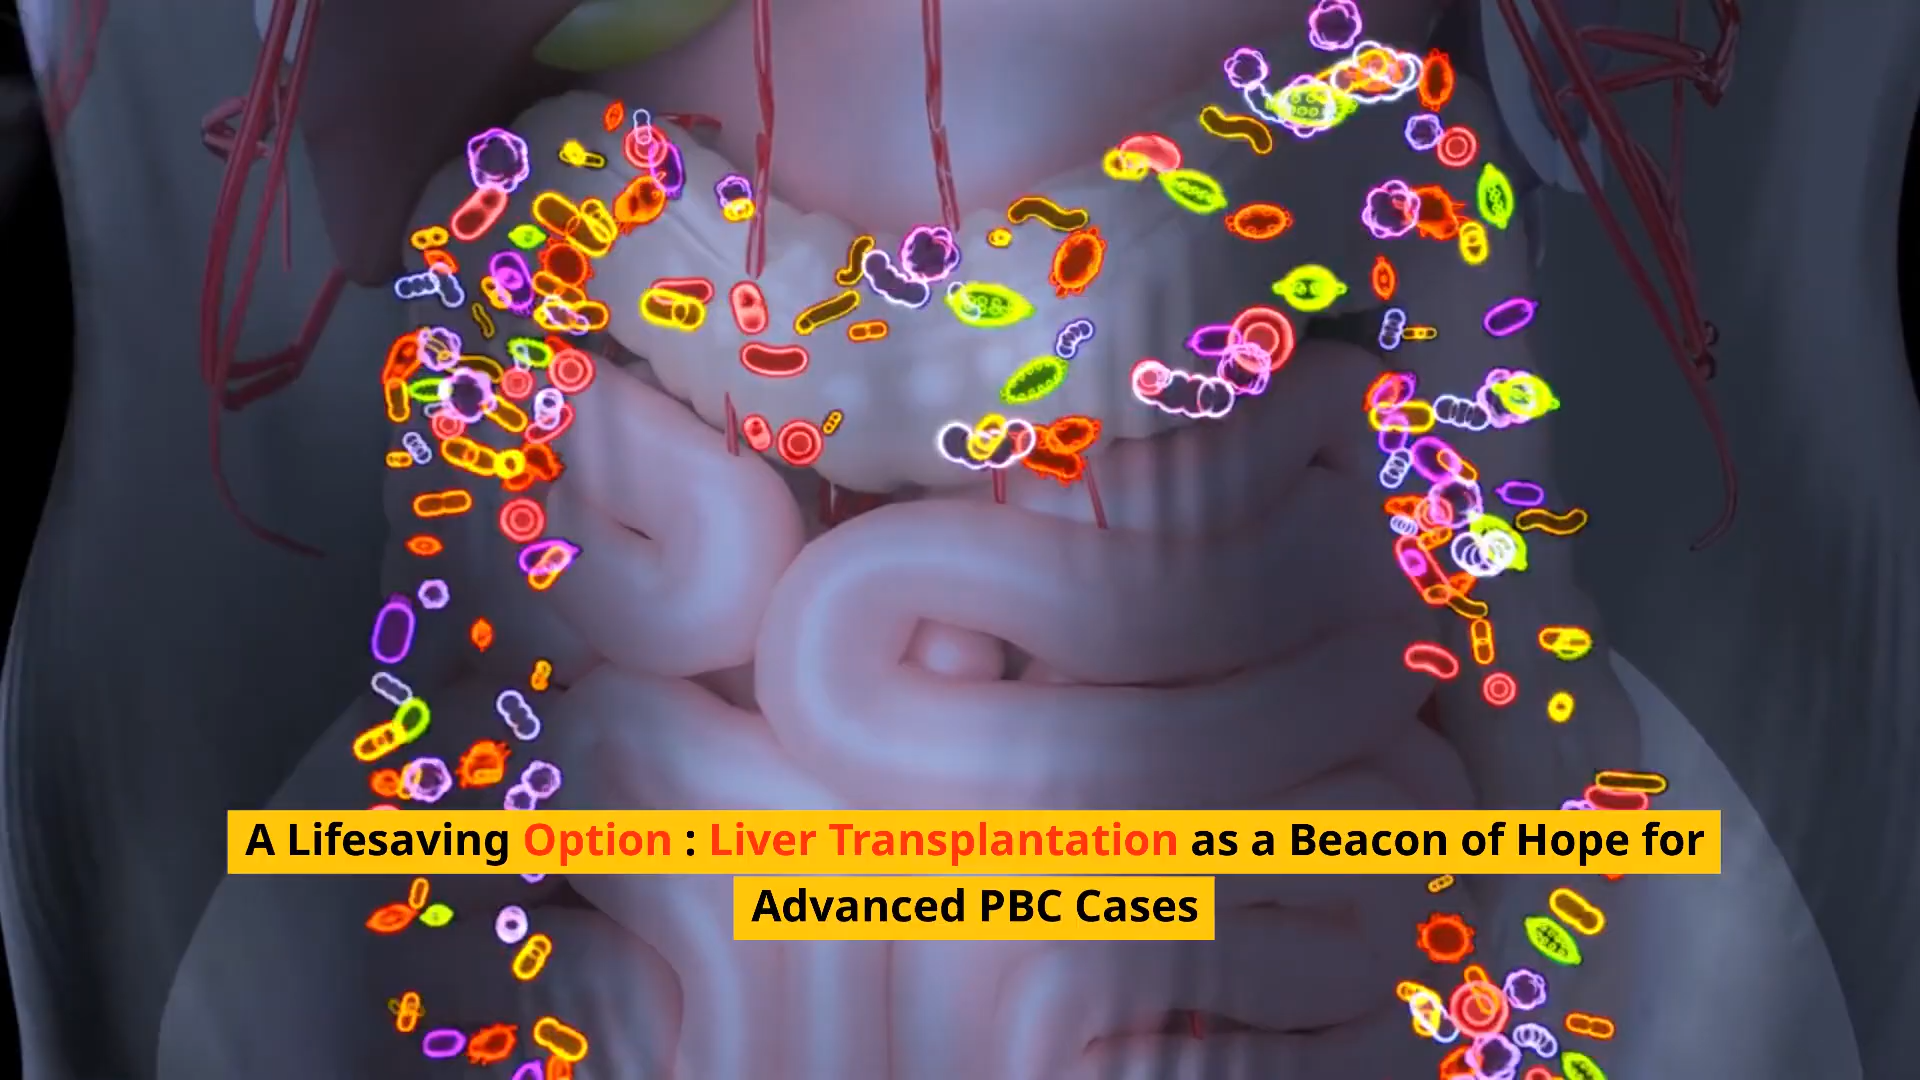 A Lifesaving Option : Liver Transplantation as a Beacon of Hope for
Advanced PBC Cases